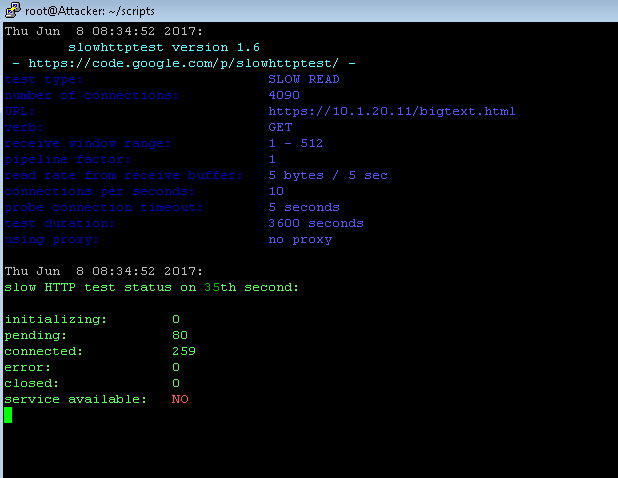 root@Attacker: ~/scripts
Thu Jun  8 08:34:52 2017:
        slowhttptest version 1.6
 - https://code.google.com/p/slowhttptest/ -
test type:                       SLOW READ
number of connections:           4090
URL:                             https://10.1.20.11/bigtext.html
verb:                            GET
receive window range:            1 - 512
pipeline factor:                 1
read rate from receive buffer:   5 bytes / 5 sec
connections per seconds:         10
probe connection timeout:        5 seconds
test duration:                   3600 seconds
using proxy:                     no proxy
Thu Jun  8 08:34:52 2017:
slow HTTP test status on 35th second:
initializing:        0
pending:             80
connected:           259
error:               0
closed:              0
service available:   NO